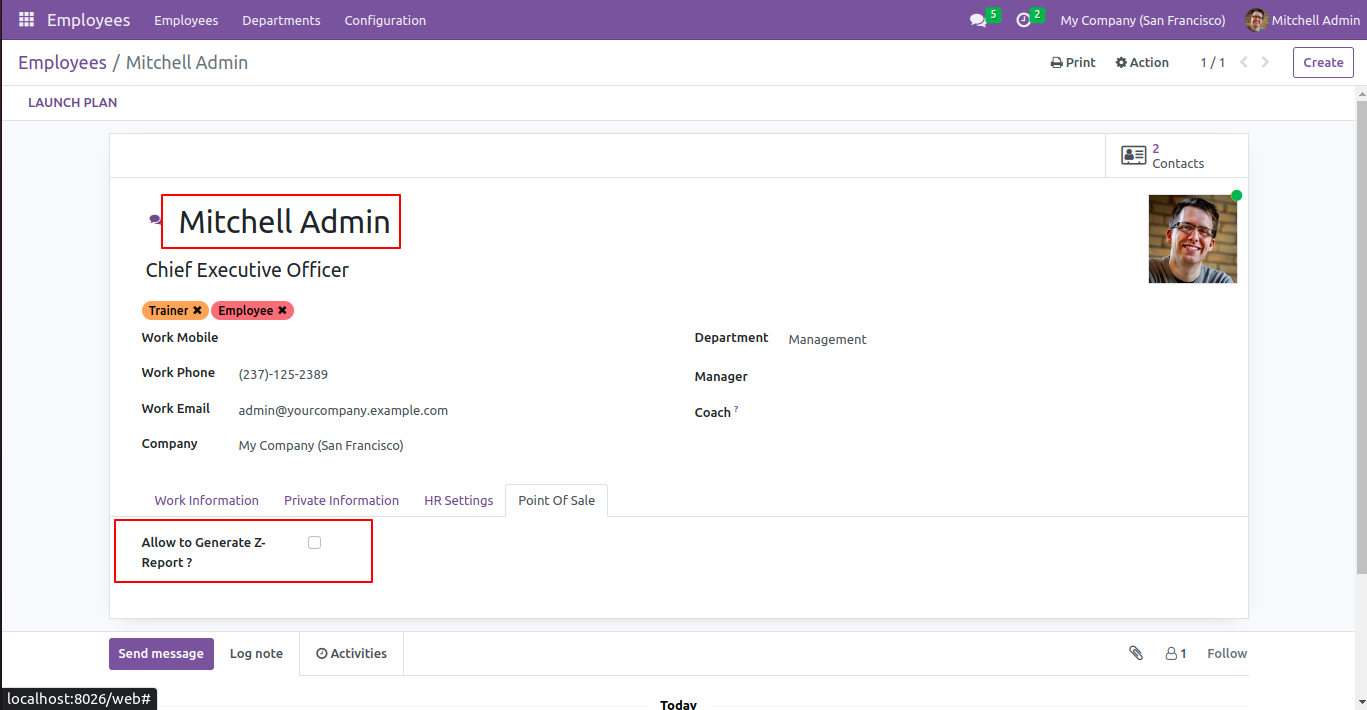 Employees Employees Departments Configuration 5 2 My Company (San Francisco) Mitchell Admin
Employees / Mitchell Admin Print Action 1 / 1 Create
LAUNCH PLAN
2
Contacts
Mitchell Admin
Chief Executive Officer
Trainer ✖ Employee ✖
Work Mobile
Department Management
Work Phone (237)-125-2389
Manager
Work Email admin@yourcompany.example.com
Coach ?
Company My Company (San Francisco)
Work Information Private Information HR Settings Point Of Sale
Allow to Generate Z-
Report ?
Send message Log note Activities 1 Follow
localhost:8026/web#
Today